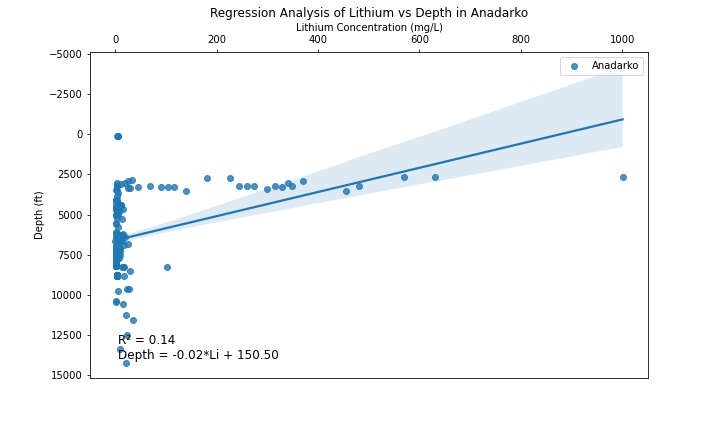 Regression Analysis of Lithium vs Depth in Anadarko
Lithium Concentration (mg/L)
0 200 400 600 800 1000
Anadarko
−5000
−2500
0
2500
5000
7500
10000
12500
15000
Depth (ft)
R² = 0.14
Depth = -0.02*Li + 150.50